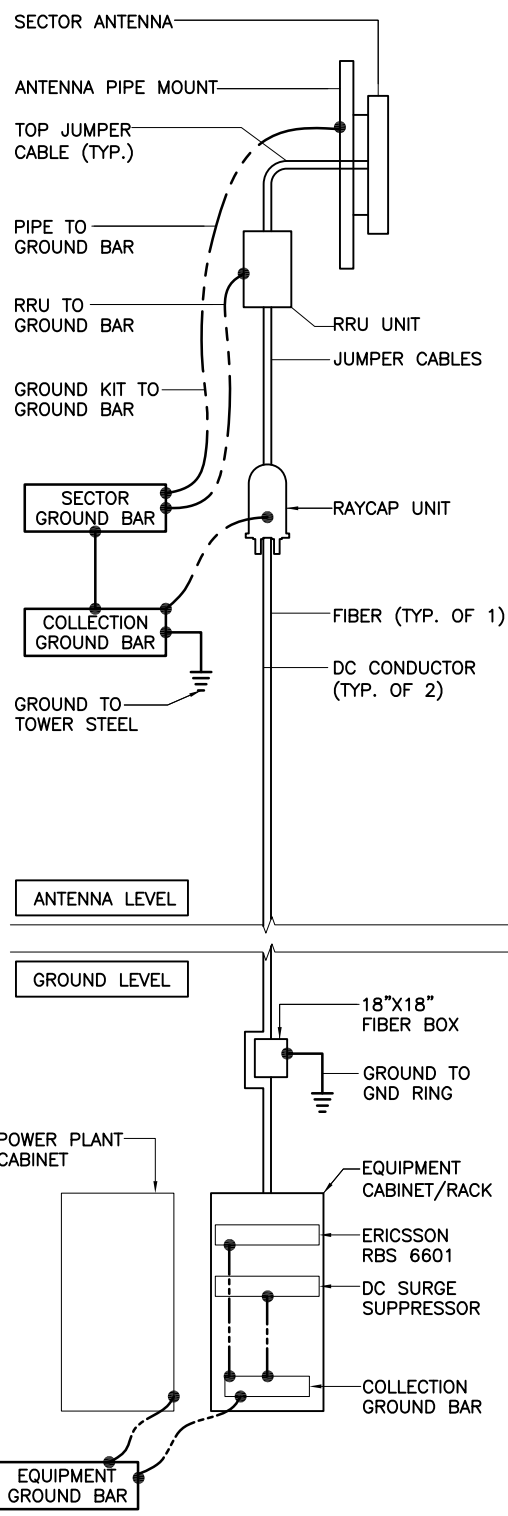 SECTOR ANTENNA
ANTENNA PIPE MOUNT
TOP JUMPER
CABLE (TYP.)
PIPE TO
GROUND BAR
RRU TO
GROUND BAR
RRU UNIT
JUMPER CABLES
GROUND KIT TO
GROUND BAR
SECTOR
GROUND BAR
RAYCAP UNIT
COLLECTION
GROUND BAR
FIBER (TYP. OF 1)
DC CONDUCTOR
(TYP. OF 2)
GROUND TO
TOWER STEEL
ANTENNA LEVEL
GROUND LEVEL
18"X18"
FIBER BOX
GROUND TO
GND RING
POWER PLANT
CABINET
EQUIPMENT
CABINET/RACK
ERICSSON
RBS 6601
DC SURGE
SUPPRESSOR
COLLECTION
GROUND BAR
EQUIPMENT
GROUND BAR